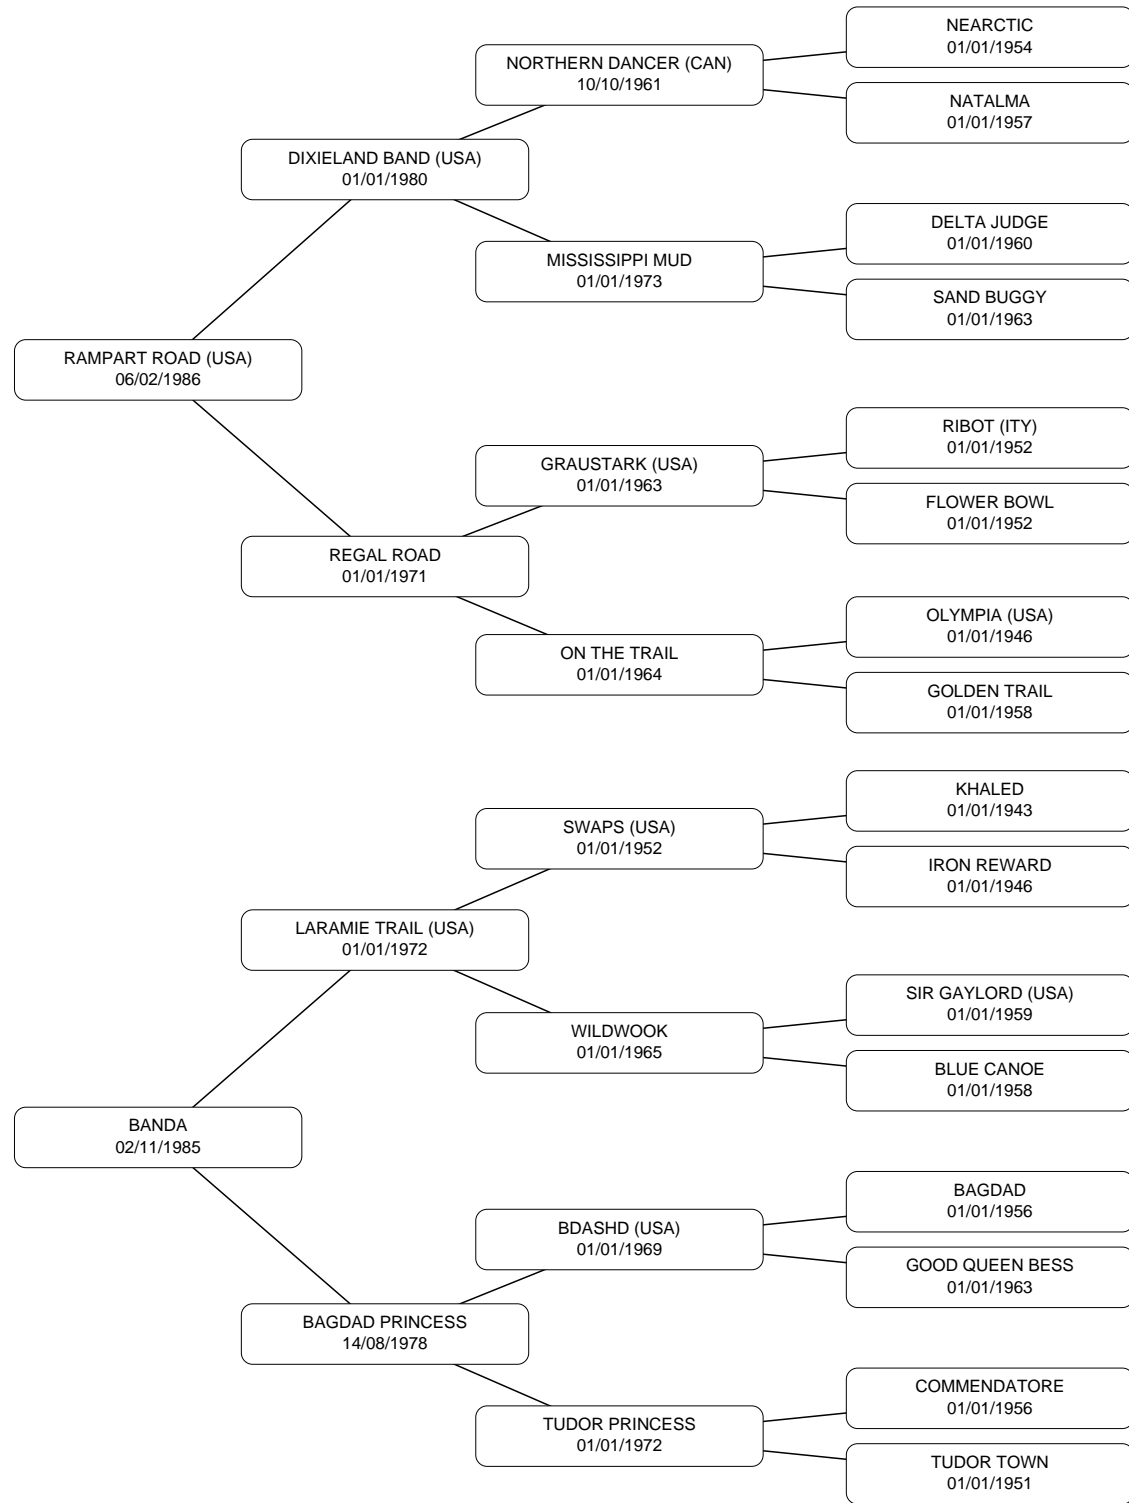 NEARCTIC
01/01/1954
NORTHERN DANCER (CAN)
10/10/1961
NATALMA
01/01/1957
DIXIELAND BAND (USA)
01/01/1980
DELTA JUDGE
01/01/1960
MISSISSIPPI MUD
01/01/1973
SAND BUGGY
01/01/1963
RAMPART ROAD (USA)
06/02/1986
RIBOT (ITY)
01/01/1952
GRAUSTARK (USA)
01/01/1963
FLOWER BOWL
01/01/1952
REGAL ROAD
01/01/1971
OLYMPIA (USA)
01/01/1946
ON THE TRAIL
01/01/1964
GOLDEN TRAIL
01/01/1958
KHALED
01/01/1943
SWAPS (USA)
01/01/1952
IRON REWARD
01/01/1946
LARAMIE TRAIL (USA)
01/01/1972
SIR GAYLORD (USA)
01/01/1959
WILDWOOK
01/01/1965
BLUE CANOE
01/01/1958
BANDA
02/11/1985
BAGDAD
01/01/1956
BDASHD (USA)
01/01/1969
GOOD QUEEN BESS
01/01/1963
BAGDAD PRINCESS
14/08/1978
COMMENDATORE
01/01/1956
TUDOR PRINCESS
01/01/1972
TUDOR TOWN
01/01/1951